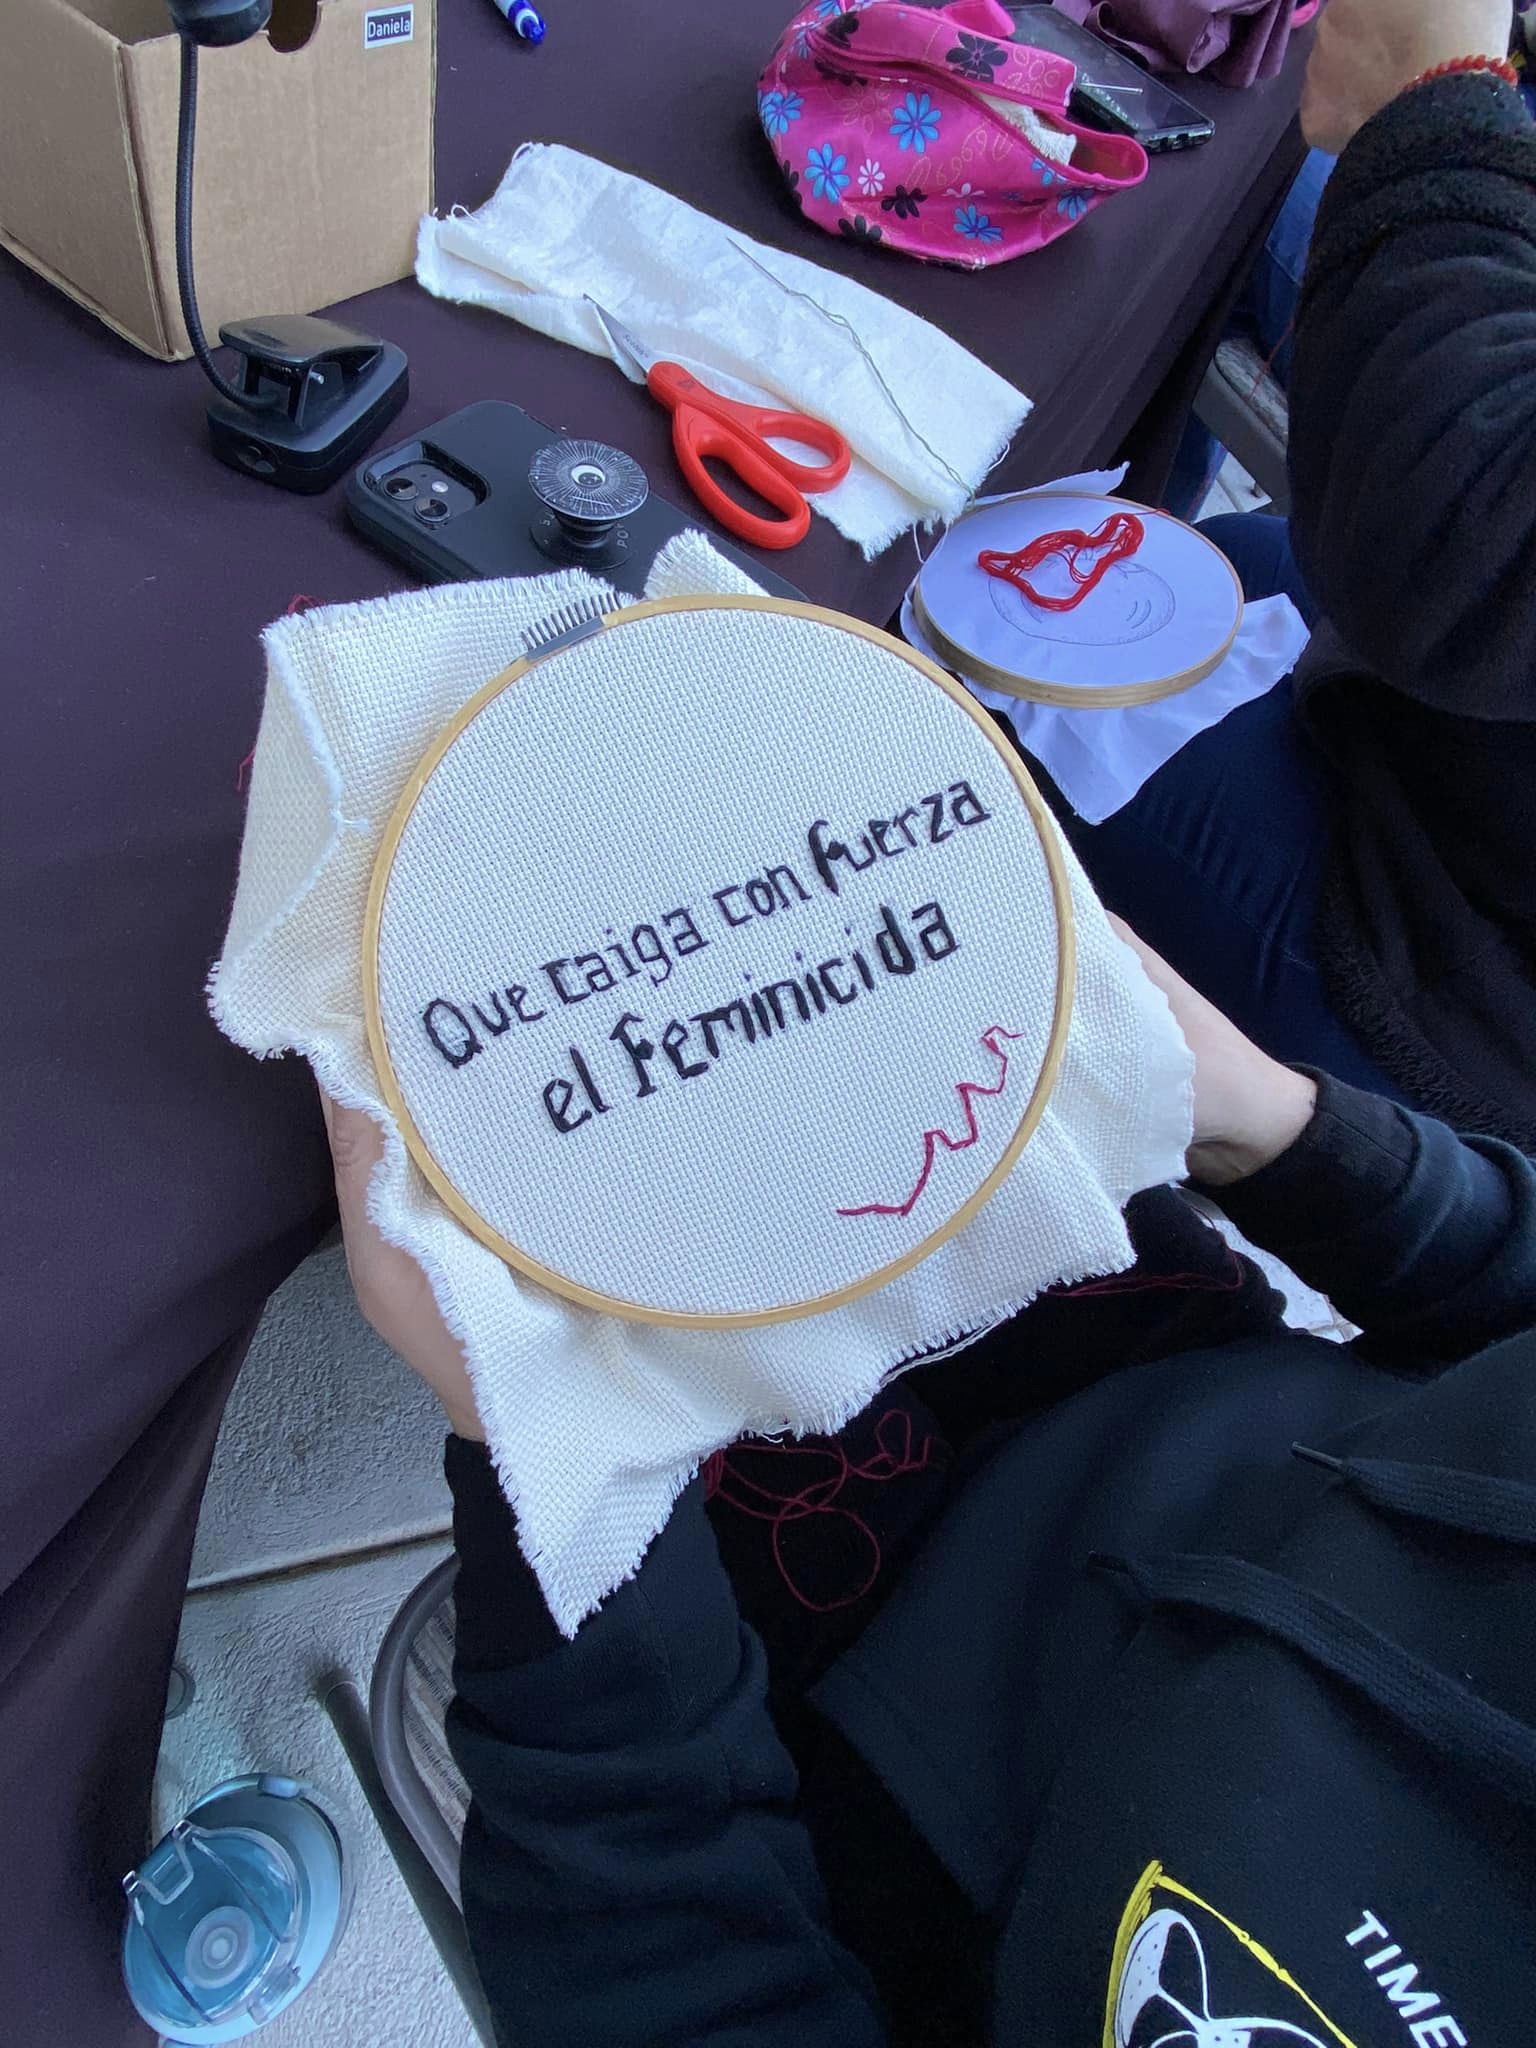 Daniela
Que caiga con fuerza
el Feminicida
TIME